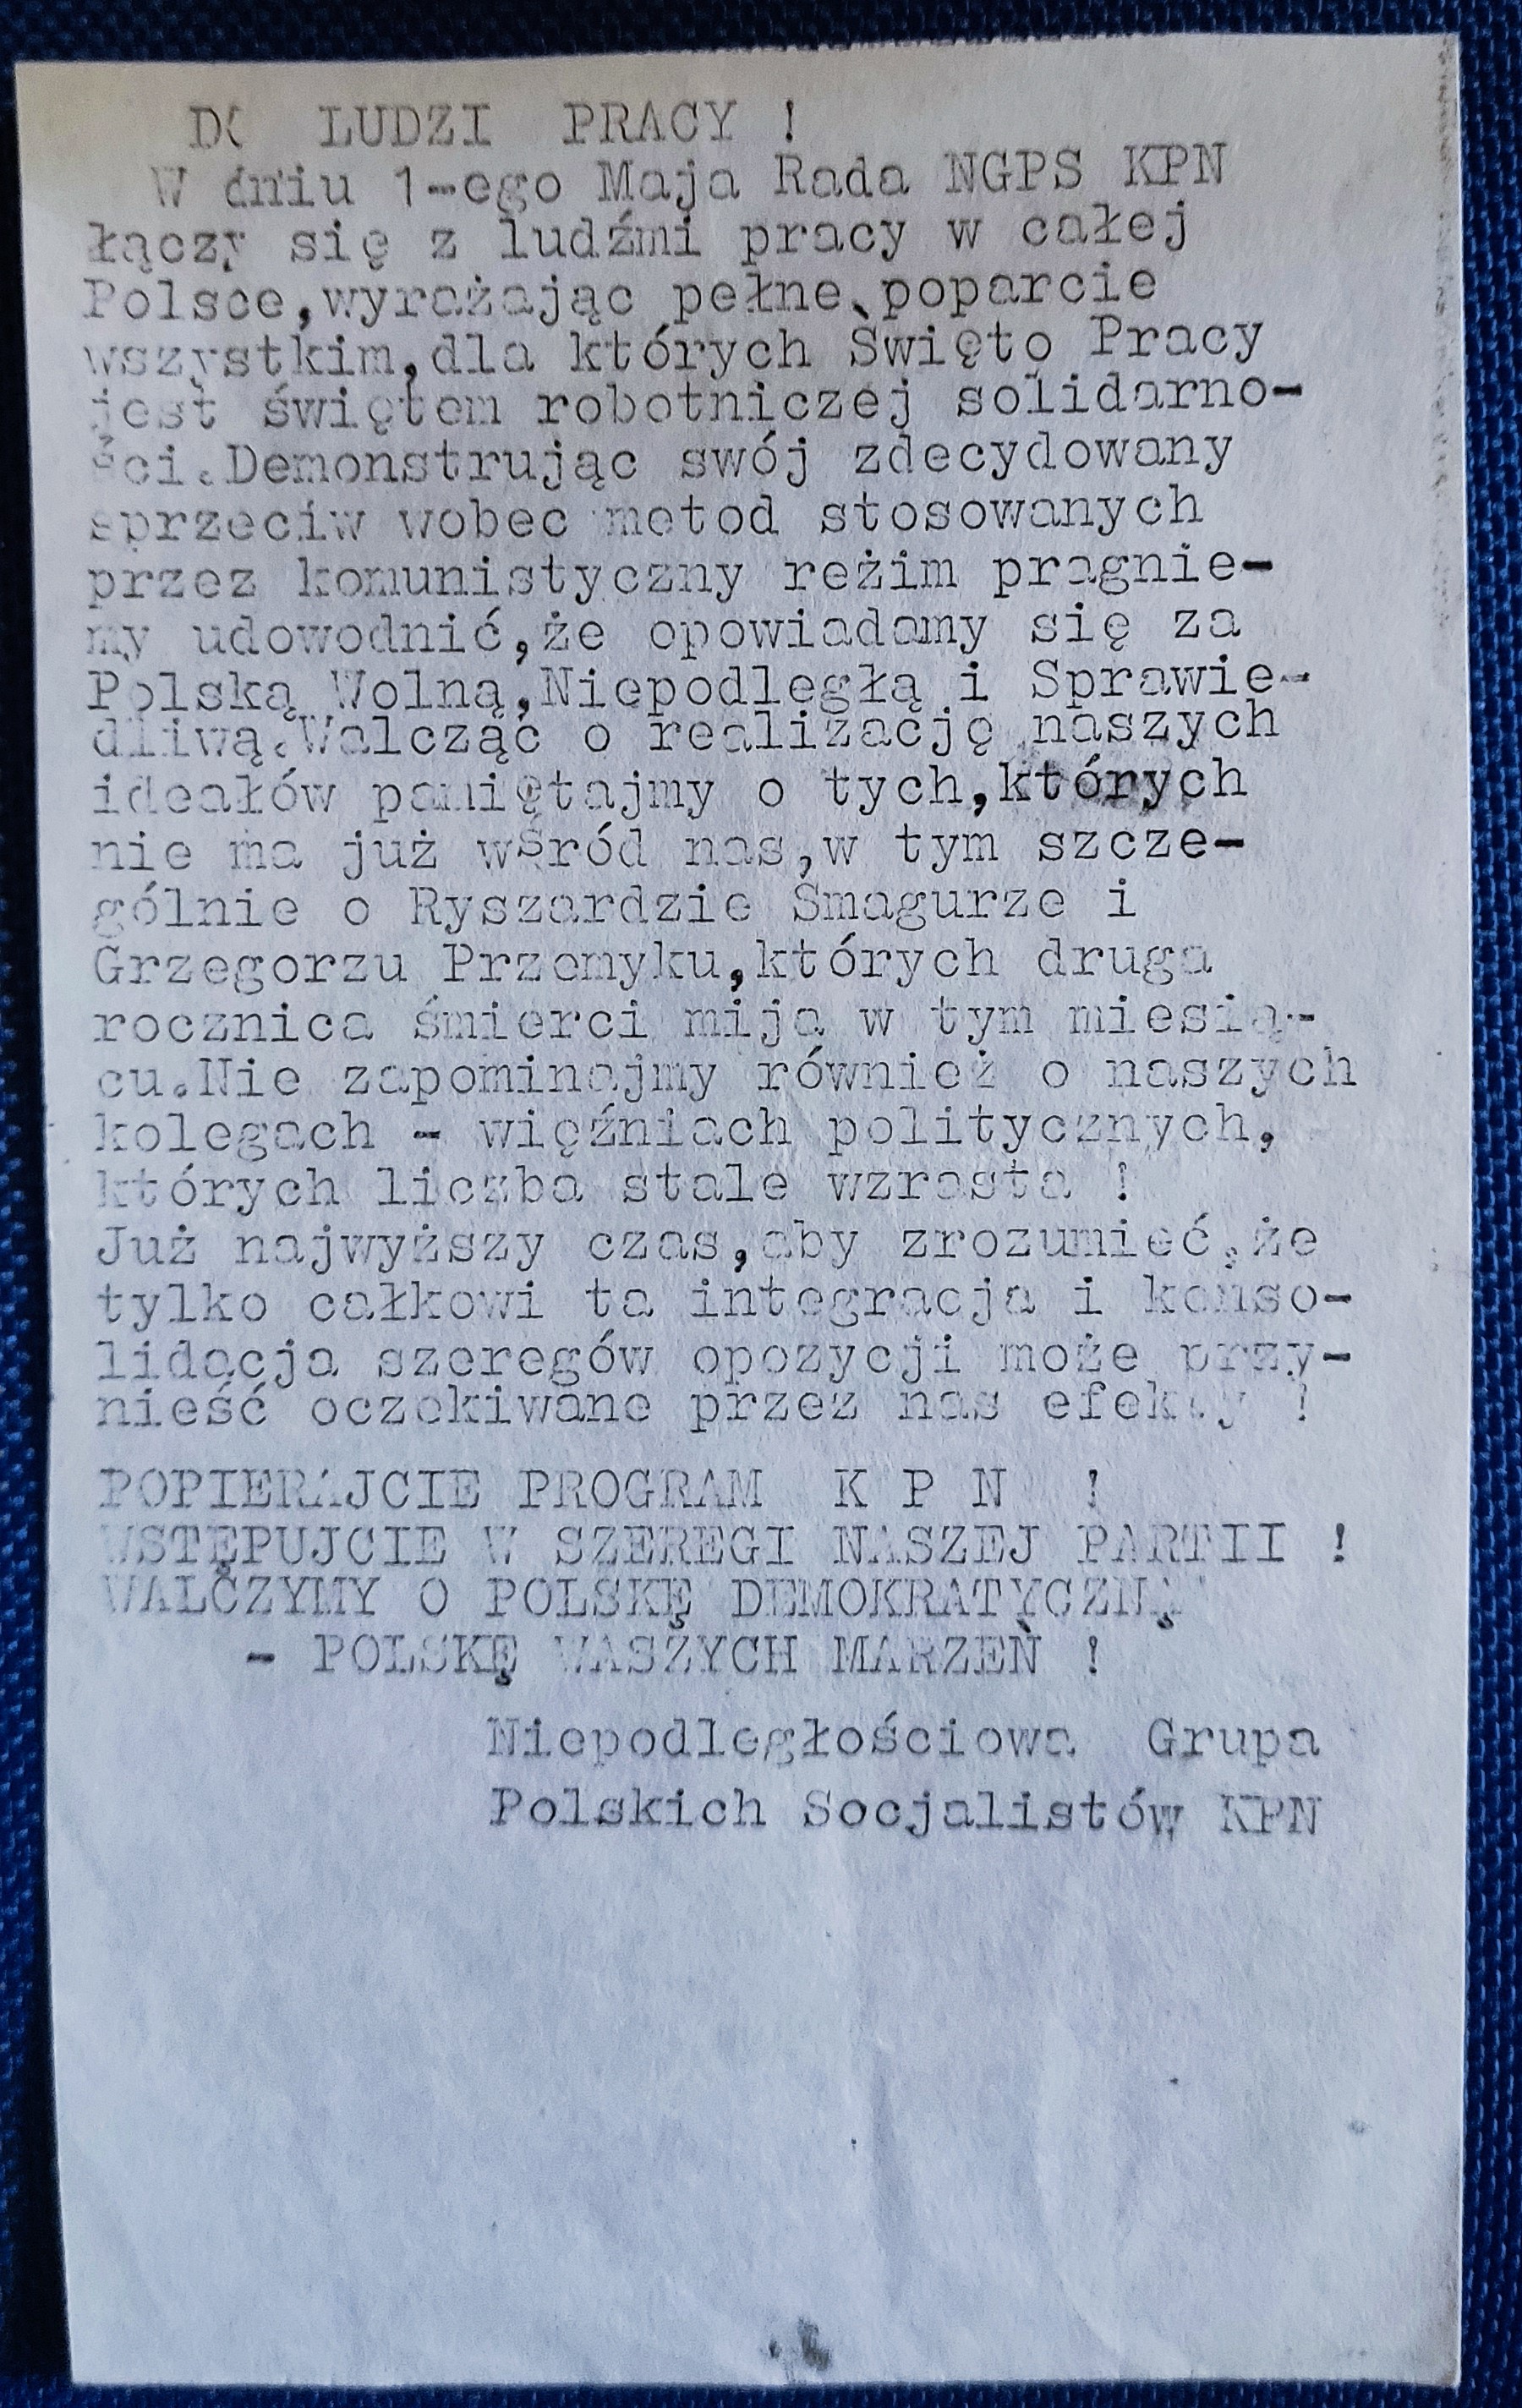 DO LUDZI PRACY !
W dniu 1-ego Maja Rada NGPS KPN
łączy się z ludźmi pracy w całej
Polsce,wyrażając pełne poparcie
wszystkim,dla których Święto Pracy
jest świętem robotniczej solidarno-
ści.Demonstrując swój zdecydowany
sprzeciw wobec metod stosowanych
przez komunistyczny reżim pragnie-
my udowodnić,że opowiadamy się za
Polską Wolną,Niepodległą i Sprawie-
dliwą.Walcząc o realizację naszych
ideałów pamiętajmy o tych,których
nie ma już wśród nas,w tym szcze-
gólnie o Ryszardzie Smagurze i
Grzegorzu Przemyku,których druga
rocznica śmierci mija w tym miesią-
cu.Nie zapominajmy również o naszych
kolegach - więźniach politycznych,
których liczba stale wzrasta !
Już najwyższy czas,aby zrozumieć,że
tylko całkowi ta integracja i konso-
lidacja szeregów opozycji może przy-
nieść oczekiwane przez nas efekty !
POPIERAJCIE PROGRAM K P N !
WSTĘPUJCIE W SZEREGI NASZEJ PARTII !
WALCZYMY O POLSKĘ DEMOKRATYCZNĄ
- POLSKĘ WASZYCH MARZEŃ !
Niepodległościowa Grupa
Polskich Socjalistów KPN